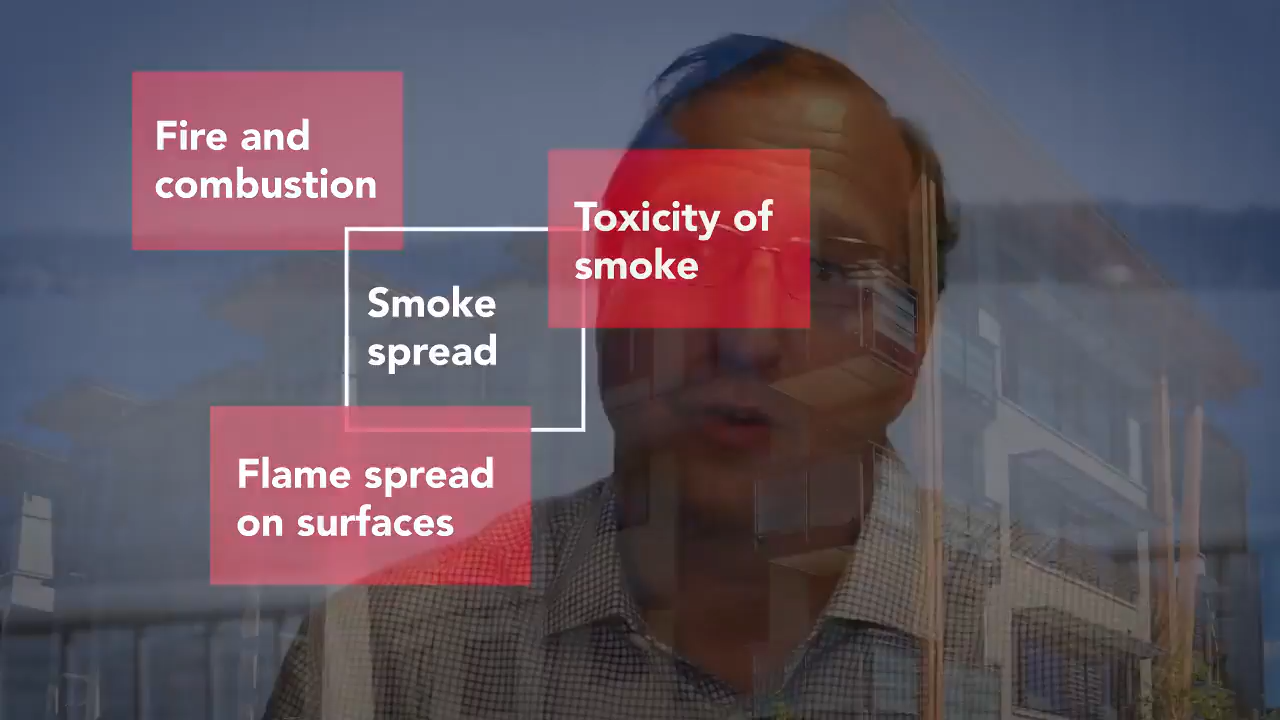 Fire and
combustion
Toxicity of
smoke
Smoke
spread
Flame spread
on surfaces